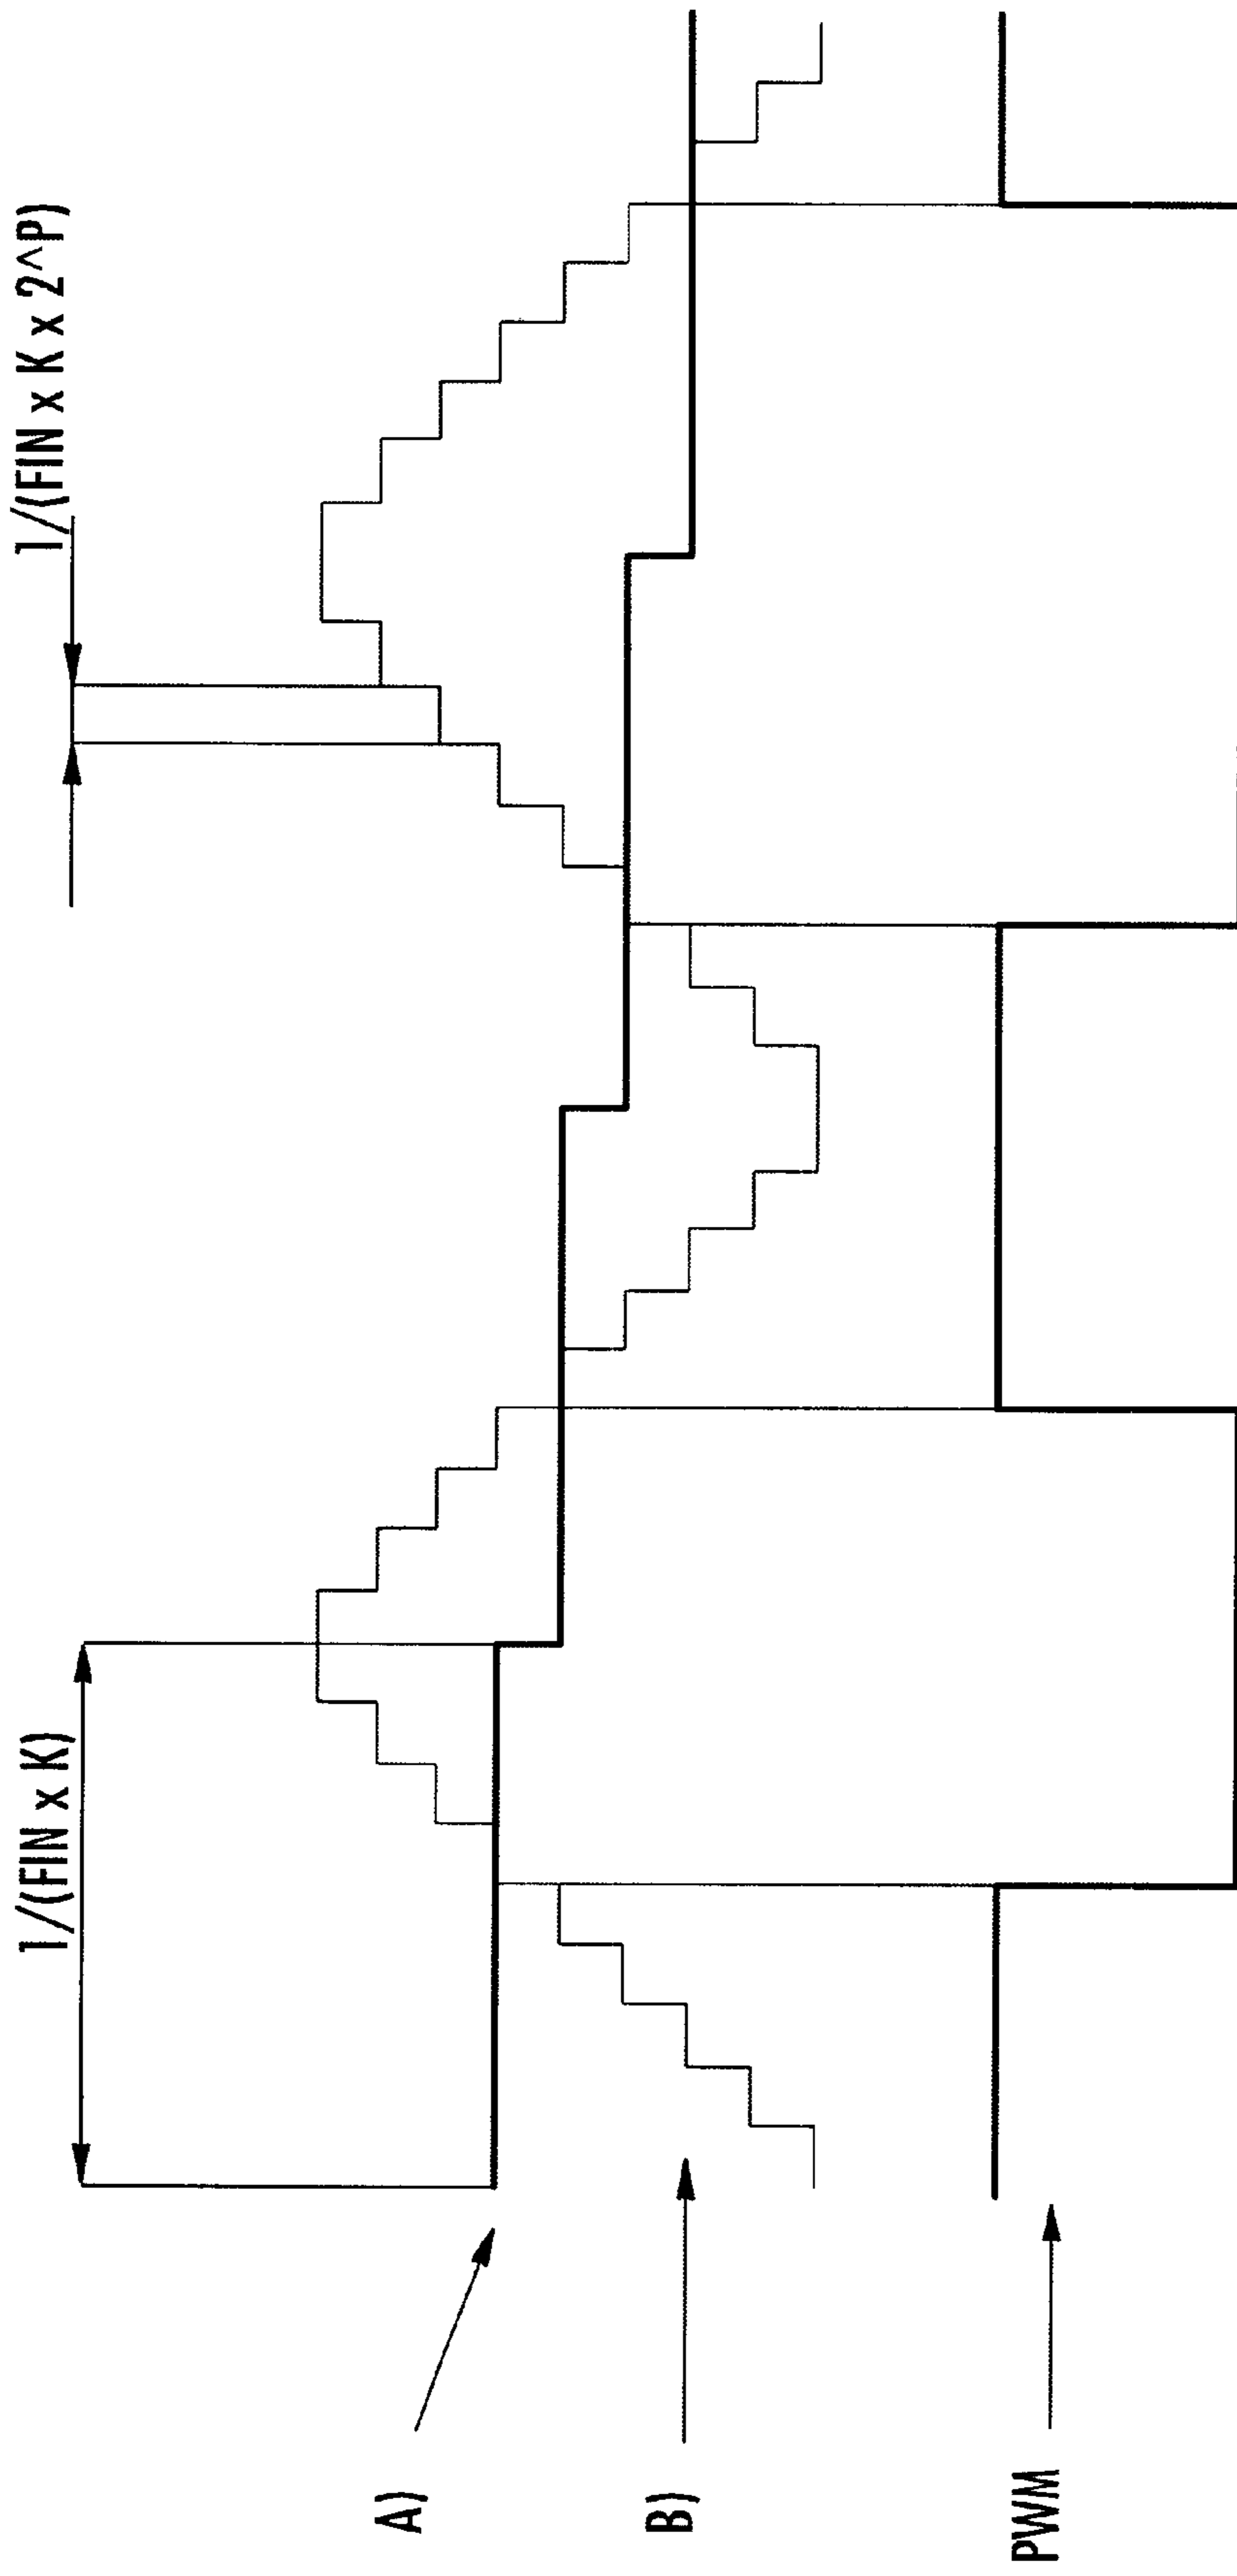 1/(FIN x K)
1/(FIN x K x 2^P)
A)
B)
PWM